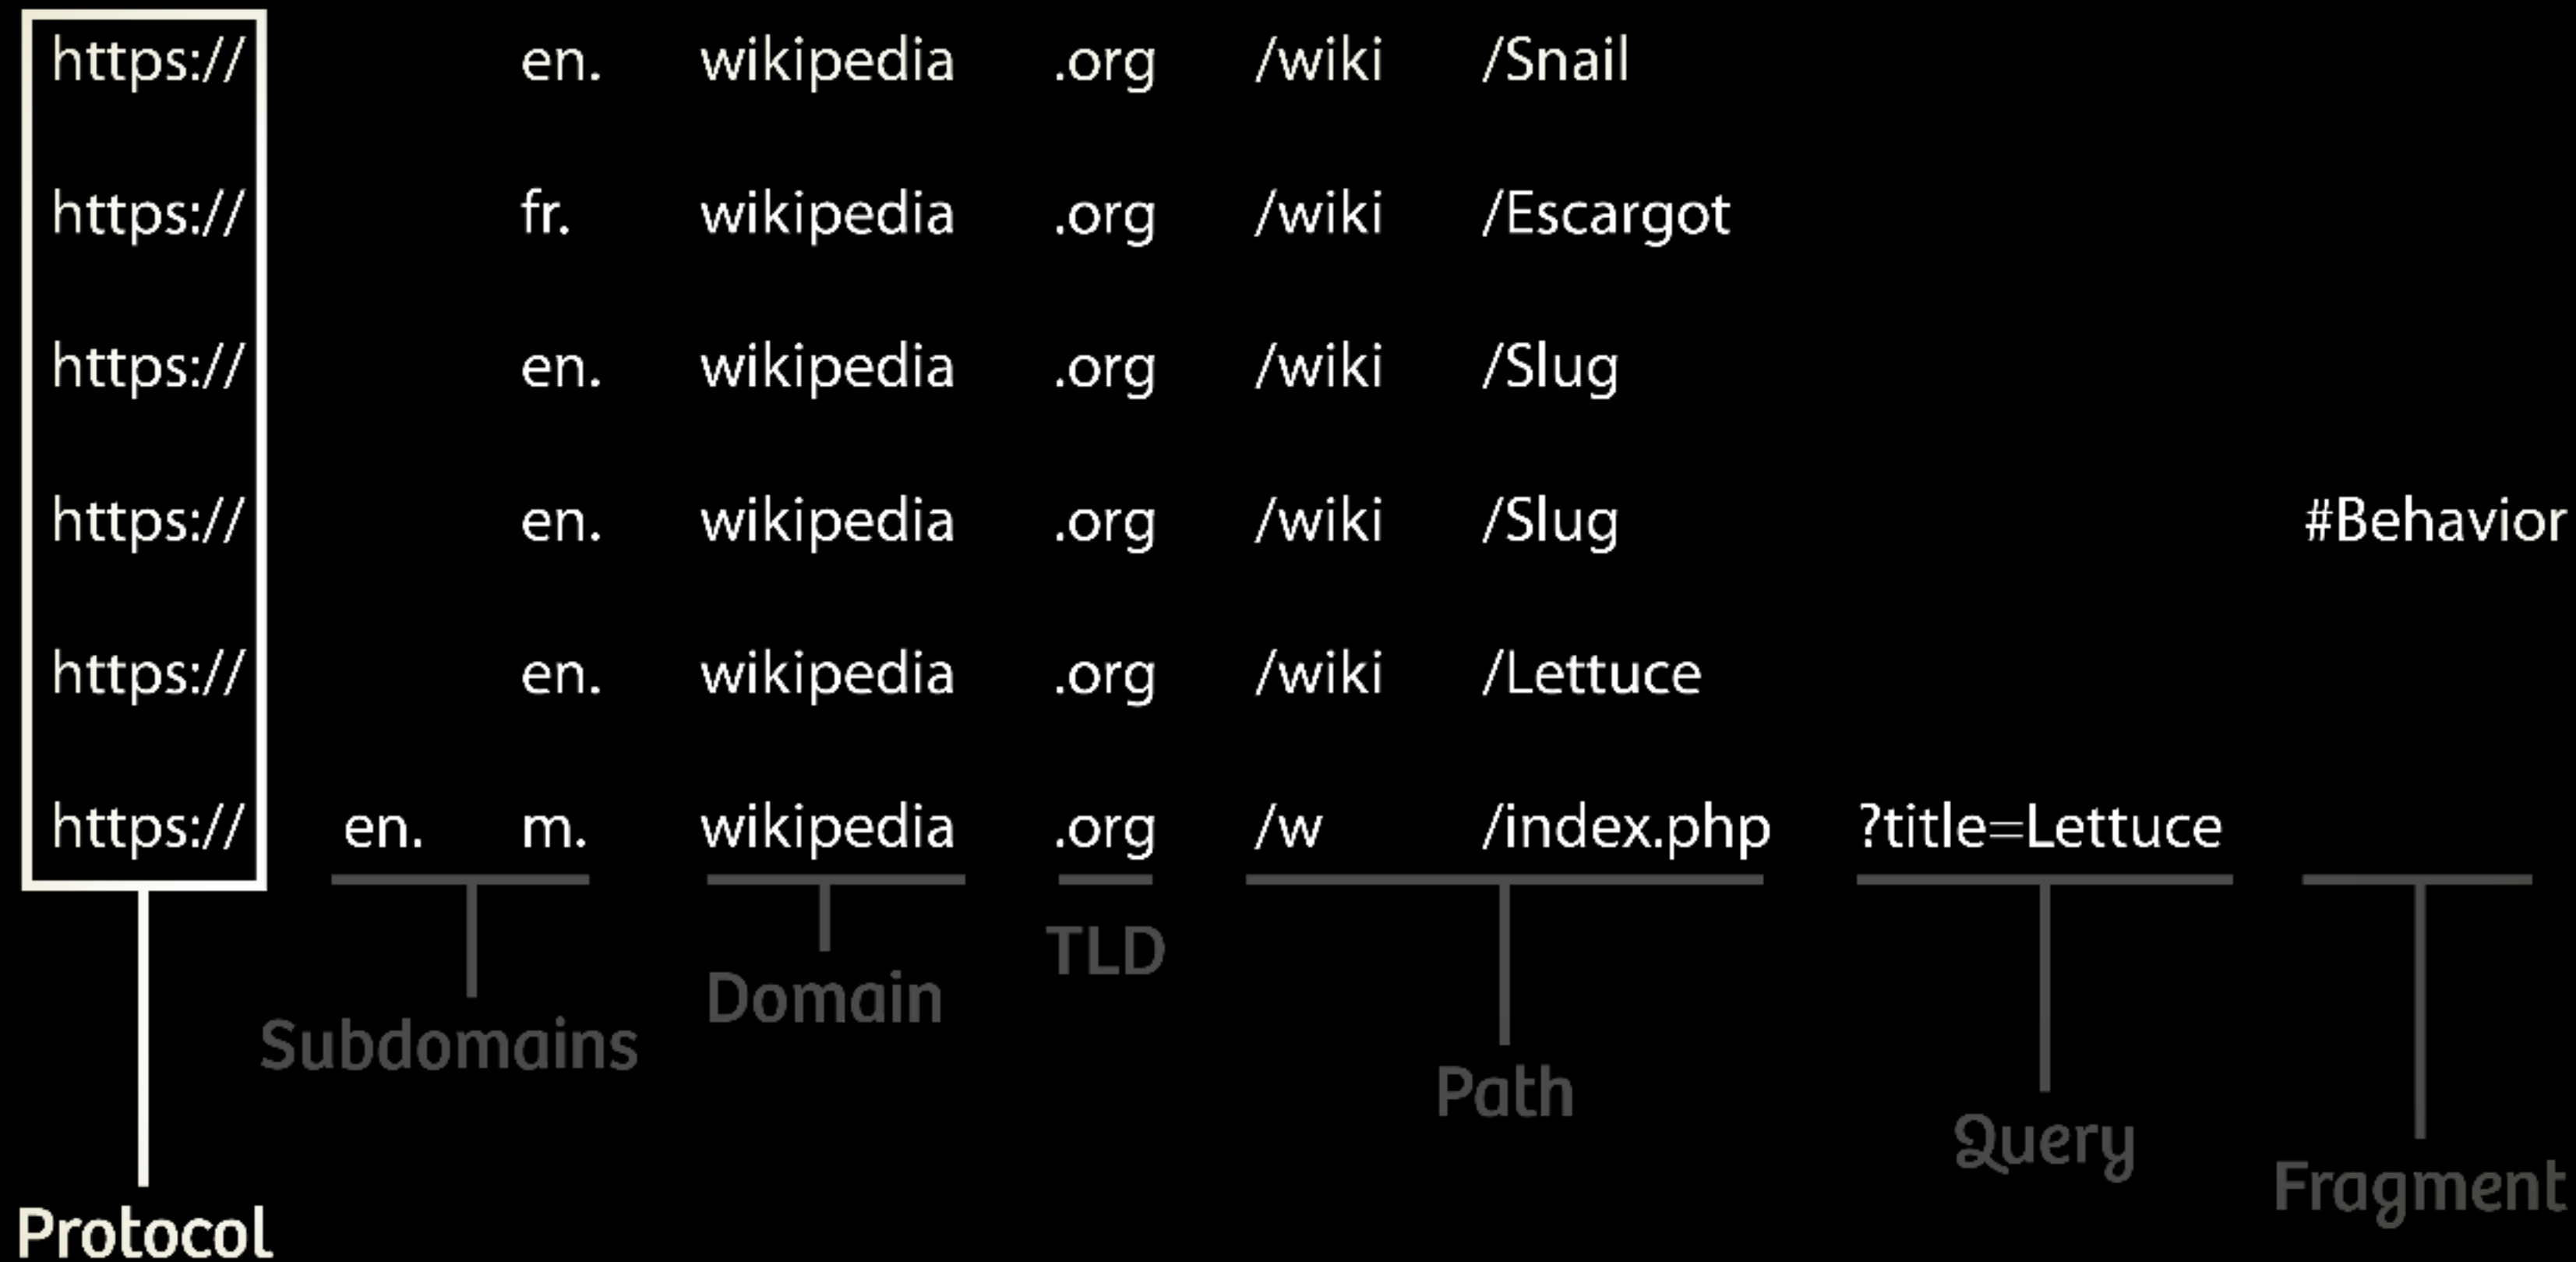 https:// en. wikipedia .org /wiki /Snail
https:// fr. wikipedia .org /wiki /Escargot
https:// en. wikipedia .org /wiki /Slug
https:// en. wikipedia .org /wiki /Slug #Behavior
https:// en. wikipedia .org /wiki /Lettuce
https:// en. m. wikipedia .org /w /index.php ?title=Lettuce
TLD
Domain
Subdomains
Path
Query
Fragment
Protocol